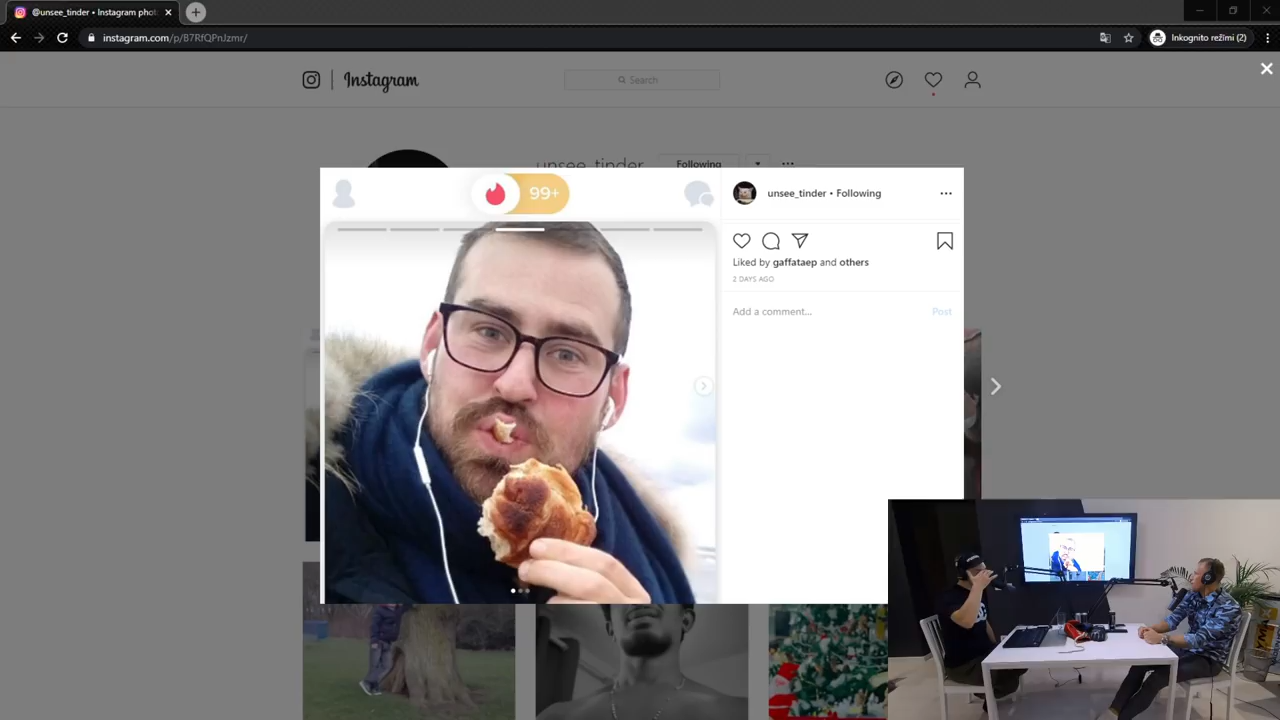 @unsee_tinder • Instagram phot
instagram.com/p/B7RfQPnJzmr/
Inkognito režīmī (2)
Instagram
Search
unsee_tinder
Following
99+
unsee_tinder • Following
Liked by gaffataep and others
2 DAYS AGO
Add a comment...
Post